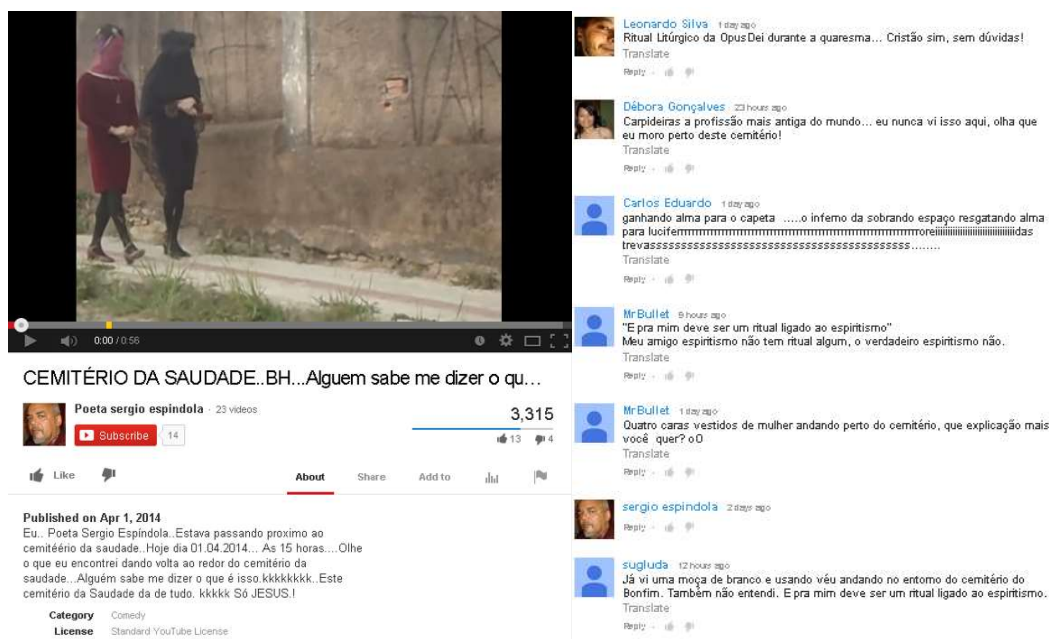 0:00 / 0:56
CEMITÉRIO DA SAUDADE..BH...Alguem sabe me dizer o qu...
Poeta sergio espindola · 23 videos
Subscribe 14
3,315
13 4
Like
About Share Add to
Published on Apr 1, 2014
Eu.. Poeta Sergio Espíndola..Estava passando proximo ao
cemitéério da saudade..Hoje dia 01.04.2014... .As 15 horas....Olhe
o que eu encontrei dando volta ao redor do cemitério da
saudade...Alguém sabe me dizer o que é isso.kkkkkkkk..Este
cemitério da Saudade da de tudo. kkkkk Só JESUS.!
Category Comedy
License Standard YouTube License
Leonardo Silva 1 day ago
Ritual Litúrgico da OpusDei durante a quaresma... Cristão sim, sem dúvidas!
Translate
Reply ·
Débora Gonçalves 23 hours ago
Carpideiras a profissão mais antiga do mundo... eu nunca vi isso aqui, olha que
eu moro perto deste cemitério!
Translate
Reply ·
Carlos Eduardo 1 day ago
ganhando alma para o capeta .....o inferno da sobrando espaço resgatando alma
para
Translate
Reply ·
MrBullet 9 hours ago
"E pra mim deve ser um ritual ligado ao espiritismo"
Meu amigo espiritismo não tem ritual algum, o verdadeiro espiritismo não.
Translate
Reply ·
MrBullet 1 day ago
Quatro caras vestidos de mulher andando perto do cemitério, que explicação mais
você quer? oO
Translate
Reply ·
sergio espindola 2 days ago
Reply ·
sugluda 12 hours ago
Já vi uma moça de branco e usando véu andando no entorno do cemitério do
Bonfim. Também não entendi. E pra mim deve ser um ritual ligado ao espiritismo.
Translate
Reply ·